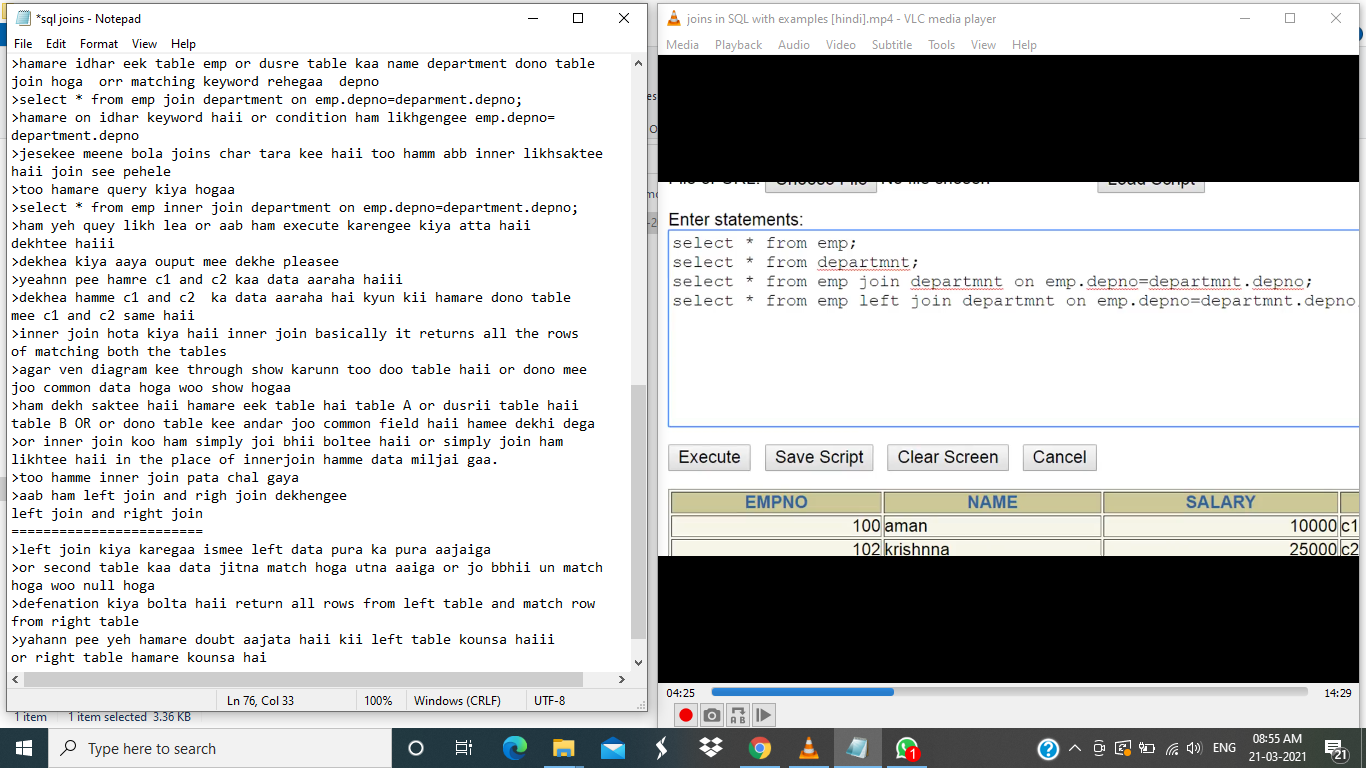 *sql joins - Notepad
File Edit Format View Help
>hamare idhar eek table emp or dusre table kaa name department dono table
join hoga  orr matching keyword rehegaa  depno
>select * from emp join department on emp.depno=deparment.depno;
>hamare on idhar keyword haii or condition ham likhgengee emp.depno=
department.depno
>jesekee meene bola joins char tara kee haii too hamm abb inner likhsaktee
haii join see pehele
>too hamare query kiya hogaa
>select * from emp inner join department on emp.depno=department.depno;
>ham yeh quey likh lea or aab ham execute karengee kiya atta haii
dekhtee haiii
>dekhea kiya aaya ouput mee dekhe pleasee
>yeahnn pee hamre c1 and c2 kaa data aaraha haiii
>dekhea hamme c1 and c2  ka data aaraha hai kyun kii hamare dono table
mee c1 and c2 same haii
>inner join hota kiya haii inner join basically it returns all the rows
of matching both the tables
>agar ven diagram kee through show karunn too doo table haii or dono mee
joo common data hoga woo show hogaa
>ham dekh saktee haii hamare eek table hai table A or dusrii table haii
table B OR or dono table kee andar joo common field haii hamee dekhi dega
>or inner join koo ham simply joi bhii boltee haii or simply join ham
likhtee haii in the place of innerjoin hamme data miljai gaa.
>too hamme inner join pata chal gaya
>aab ham left join and righ join dekhengee
left join and right join
========================
>left join kiya karegaa ismee left data pura ka pura aajaiga
>or second table kaa data jitna match hoga utna aaiga or jo bbhii un match
hoga woo null hoga
>defenation kiya bolta haii return all rows from left table and match row
from right table
>yahann pee yeh hamare doubt aajata haii kii left table kounsa haiii
or right table hamare kounsa hai
Ln 76, Col 33 100% Windows (CRLF) UTF-8
1 item 1 item selected 3.36 KB
joins in SQL with examples [hindi].mp4 - VLC media player
Media Playback Audio Video Subtitle Tools View Help
Enter statements:
select * from emp;
select * from departmnt;
select * from emp join departmnt on emp.depno=departmnt.depno;
select * from emp left join departmnt on emp.depno=departmnt.depno
Execute Save Script Clear Screen Cancel
EMPNO NAME SALARY
100 aman 10000 c1
102 krishnna 25000 c2
04:25 14:29
Type here to search
1
ENG
08:55 AM
21-03-2021
21